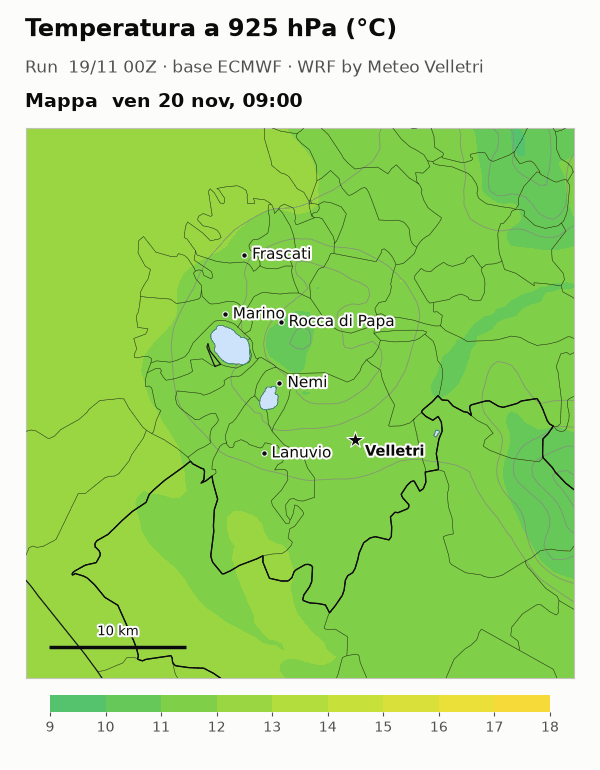 Temperatura a 925 hPa (°C)
Run  19/11 00Z · base ECMWF · WRF by Meteo Velletri
Mappa  ven 20 nov, 09:00
Frascati
Marino
Rocca di Papa
Nemi
Velletri
Lanuvio
10 km
9 10 11 12 13 14 15 16 17 18